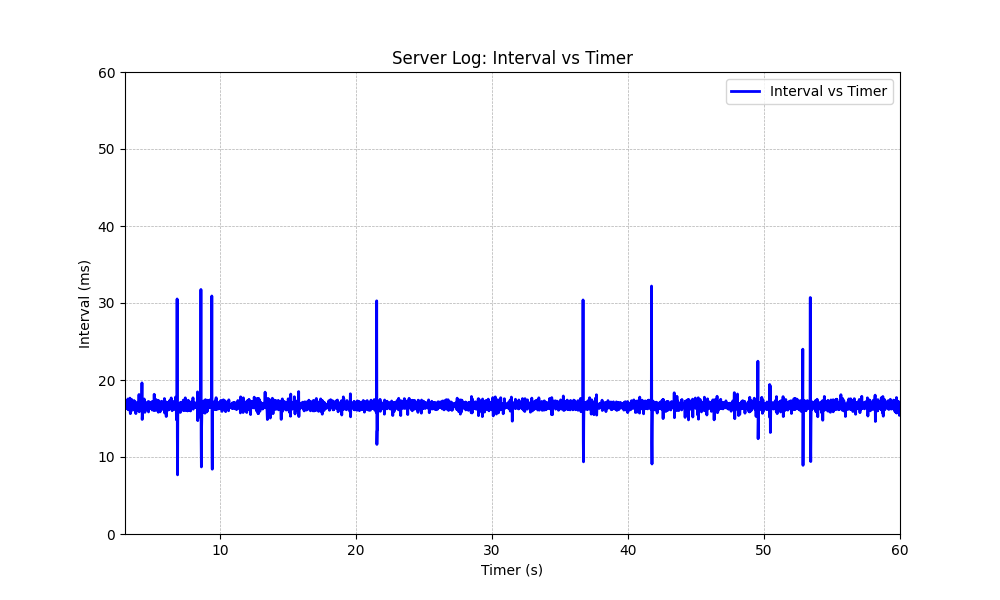 Server Log: Interval vs Timer
Interval vs Timer
60
50
40
30
20
10
0
Interval (ms)
10 20 30 40 50 60
Timer (s)